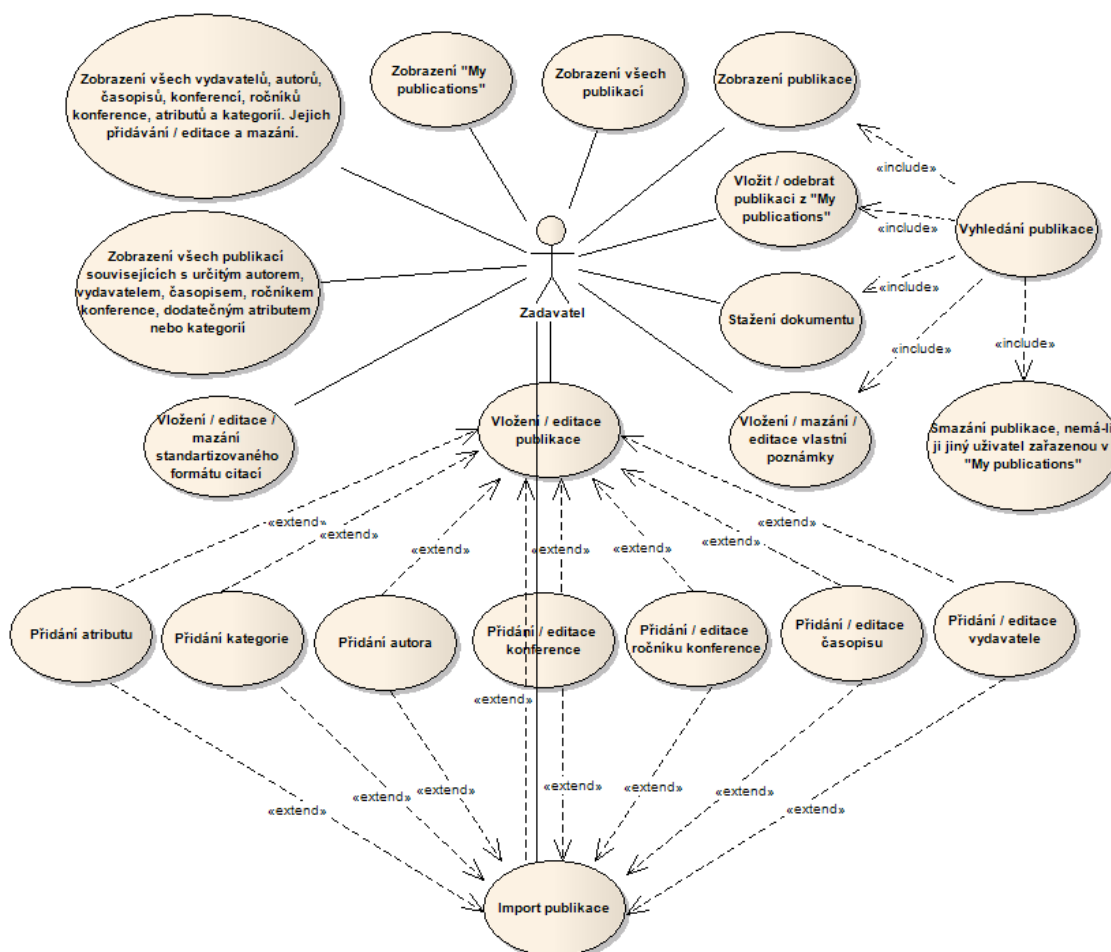 Zobrazení všech vydavatelů, autorů,
časopisů, konferencí, ročníků
konference, atributů a kategorií. Jejich
přidávání / editace a mazání.
Zobrazení "My
publications"
Zobrazení všech
publikací
Zobrazení publikace
«include»
Vložit / odebrat
publikaci z "My
publications"
Vyhledání publikace
«include»
Zobrazení všech publikací
souvisejících s určitým autorem,
vydavatelem, časopisem, ročníkem
konference, dodatečným atributem
nebo kategorií
«include»
Zadavatel
Stažení dokumentu
«include»
«include»
Vložení / editace /
mazání
standartizovaného
formátu citací
Vložení / editace
publikace
Vložení / mazání /
editace vlastní
poznámky
Smazání publikace, nemá-li
ji jiný uživatel zařazenou v
"My publications"
«extend»
«extend»
«extend»
«extend»
«extend»
«extend»
«extend»
Přidání atributu
Přidání kategorie
Přidání autora
Přidání / editace
konference
Přidání / editace
ročníku konference
Přidání / editace
časopisu
Přidání / editace
vydavatele
«extend»
«extend»
«extend»
«extend»
«extend»
«extend»
«extend»
«extend»
Import publikace